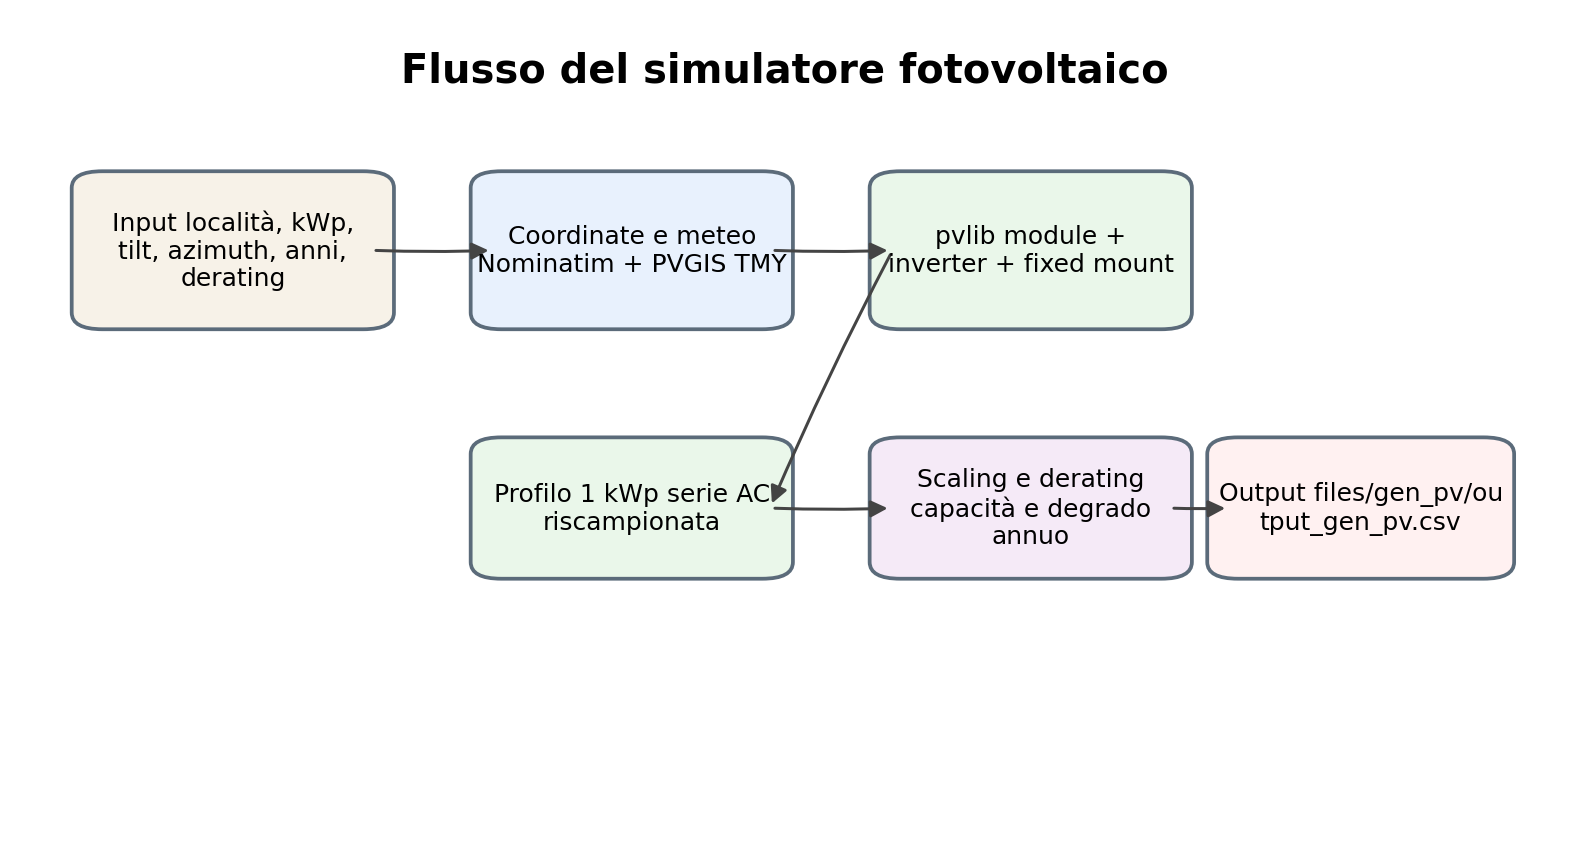 Flusso del simulatore fotovoltaico
Input località, kWp,
tilt, azimuth, anni,
derating
Coordinate e meteo
Nominatim + PVGIS TMY
pvlib module +
inverter + fixed mount
Profilo 1 kWp serie AC
riscampionata
Scaling e derating
capacità e degrado
annuo
Output files/gen_pv/ou
tput_gen_pv.csv